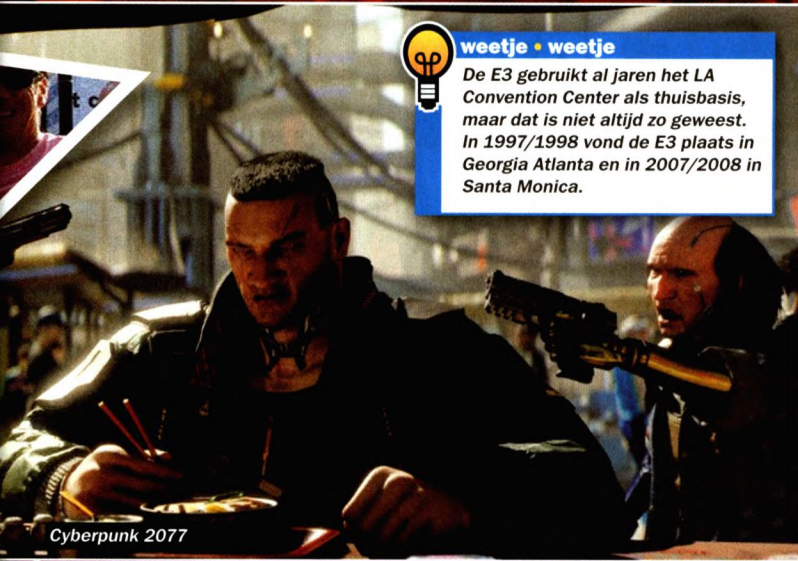 weetje • weetje
De E3 gebruikt al jaren het LA
Convention Center als thuisbasis,
maar dat is niet altijd zo geweest.
In 1997/1998 vond de E3 plaats in
Georgia Atlanta en in 2007/2008 in
Santa Monica.
t c
Cyberpunk 2077